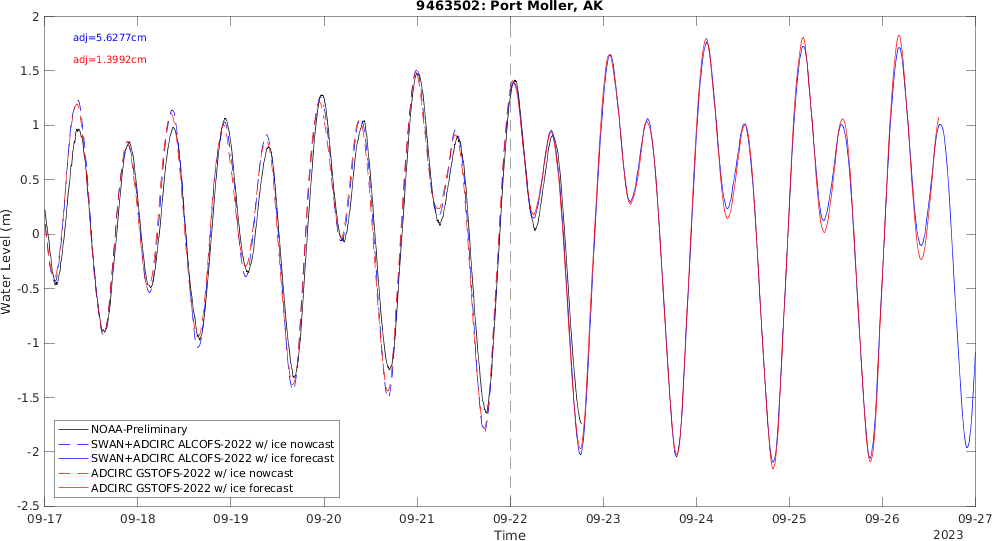 9463502: Port Moller, AK
adj=5.6277cm
adj=1.3992cm
Water Level (m)
2
1.5
1
0.5
0
-0.5
-1
-1.5
-2
-2.5
NOAA-Preliminary
SWAN+ADCIRC ALCOFS-2022 w/ ice nowcast
SWAN+ADCIRC ALCOFS-2022 w/ ice forecast
ADCIRC GSTOFS-2022 w/ ice nowcast
ADCIRC GSTOFS-2022 w/ ice forecast
09-17 09-18 09-19 09-20 09-21 09-22 09-23 09-24 09-25 09-26 09-27
Time
2023